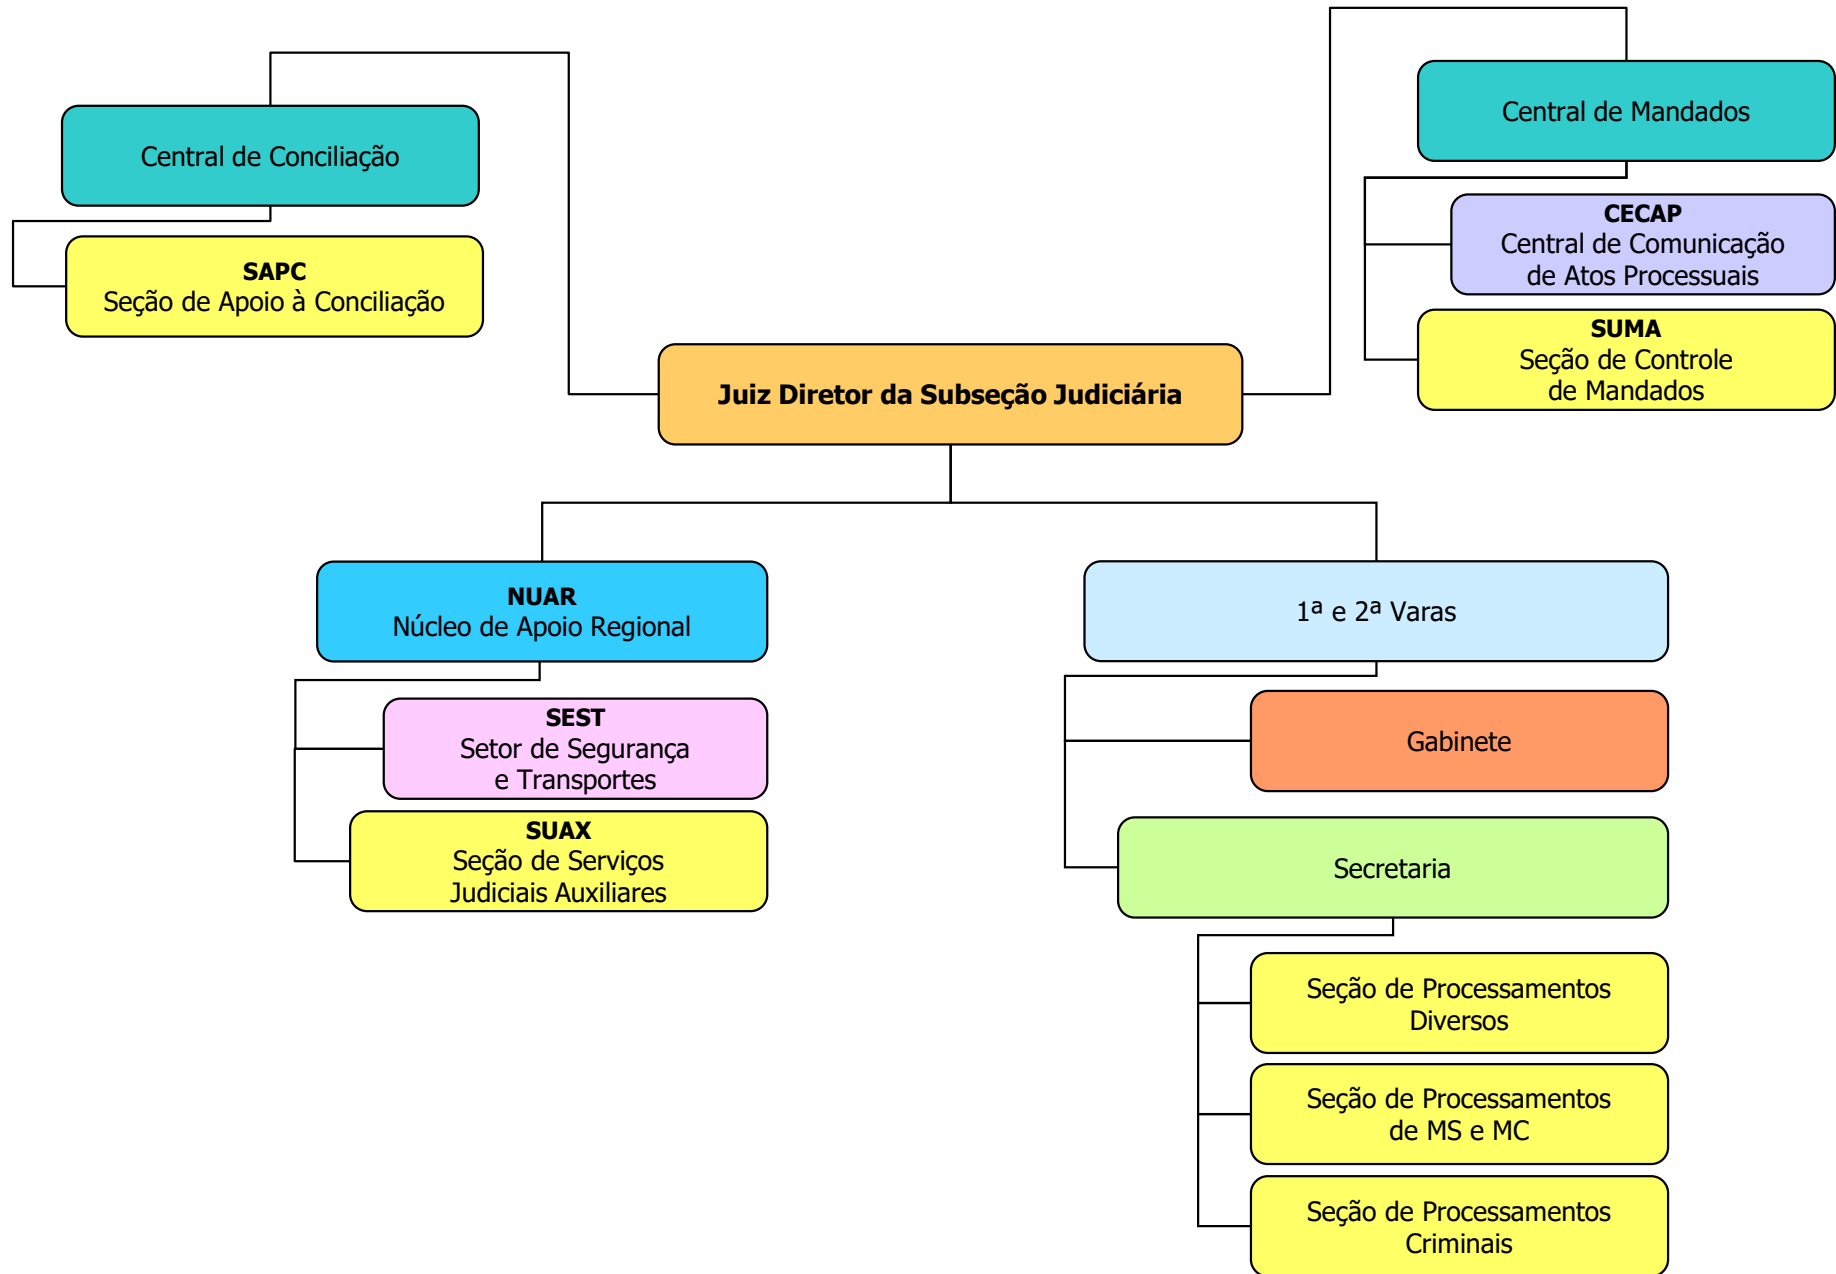 Central de Mandados
Central de Conciliação
CECAP
Central de Comunicação
de Atos Processuais
SAPC
Seção de Apoio à Conciliação
SUMA
Seção de Controle
de Mandados
Juiz Diretor da Subseção Judiciária
NUAR
Núcleo de Apoio Regional
1ª e 2ª Varas
SEST
Setor de Segurança
e Transportes
Gabinete
SUAX
Seção de Serviços
Judiciais Auxiliares
Secretaria
Seção de Processamentos
Diversos
Seção de Processamentos
de MS e MC
Seção de Processamentos
Criminais